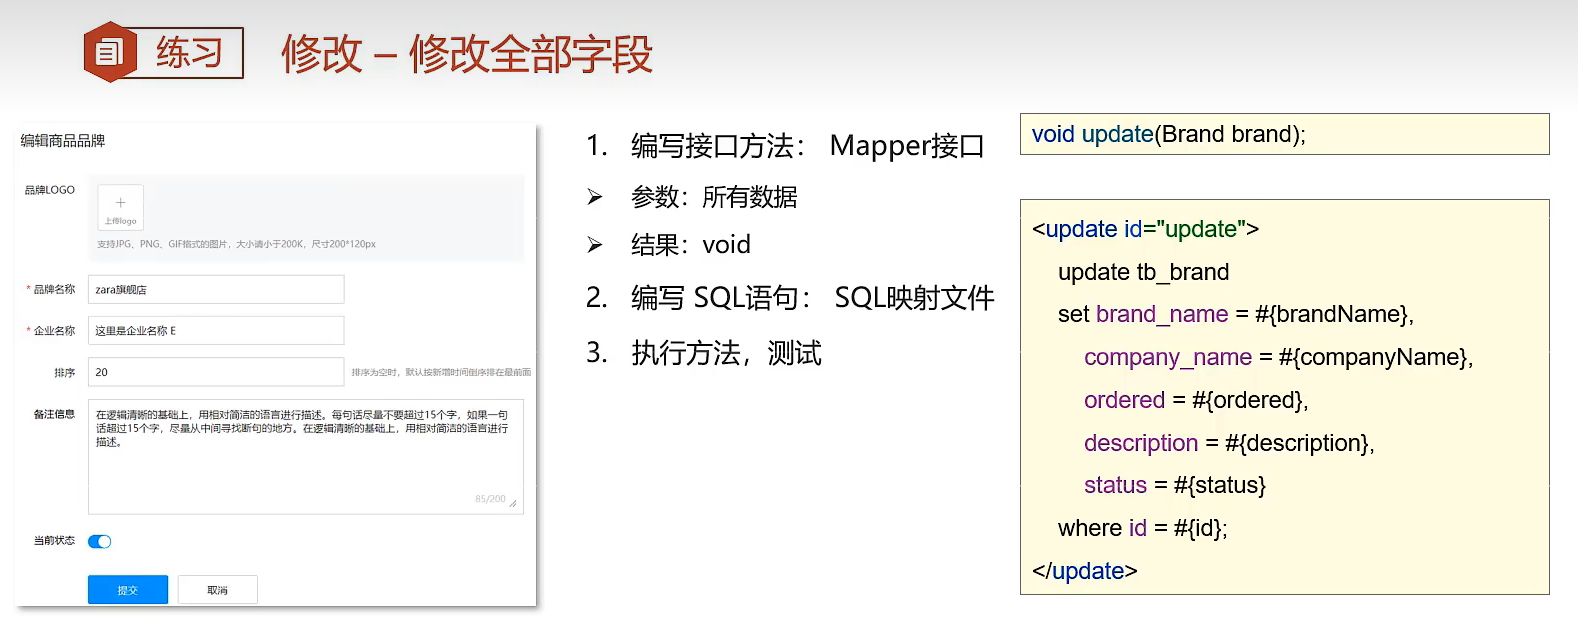 练习
修改 – 修改全部字段
编辑商品品牌
品牌LOGO
+
上传logo
支持JPG、PNG、GIF格式的图片，大小请小于200K，尺寸200*120px
* 品牌名称
zara旗舰店
* 企业名称
这里是企业名称 E
排序
20
排序为空时，默认按新增时间倒序排在最前面
备注信息
在逻辑清晰的基础上，用相对简洁的语言进行描述。每句话尽量不要超过15个字，如果一句
话超过15个字，尽量从中间寻找断句的地方。在逻辑清晰的基础上，用相对简洁的语言进行
描述。
85/200
当前状态
提交
取消
1. 编写接口方法： Mapper接口
➢ 参数：所有数据
➢ 结果：void
2. 编写 SQL语句： SQL映射文件
3. 执行方法，测试
void update(Brand brand);
<update id="update">
update tb_brand
set brand_name = #{brandName},
company_name = #{companyName},
ordered = #{ordered},
description = #{description},
status = #{status}
where id = #{id};
</update>